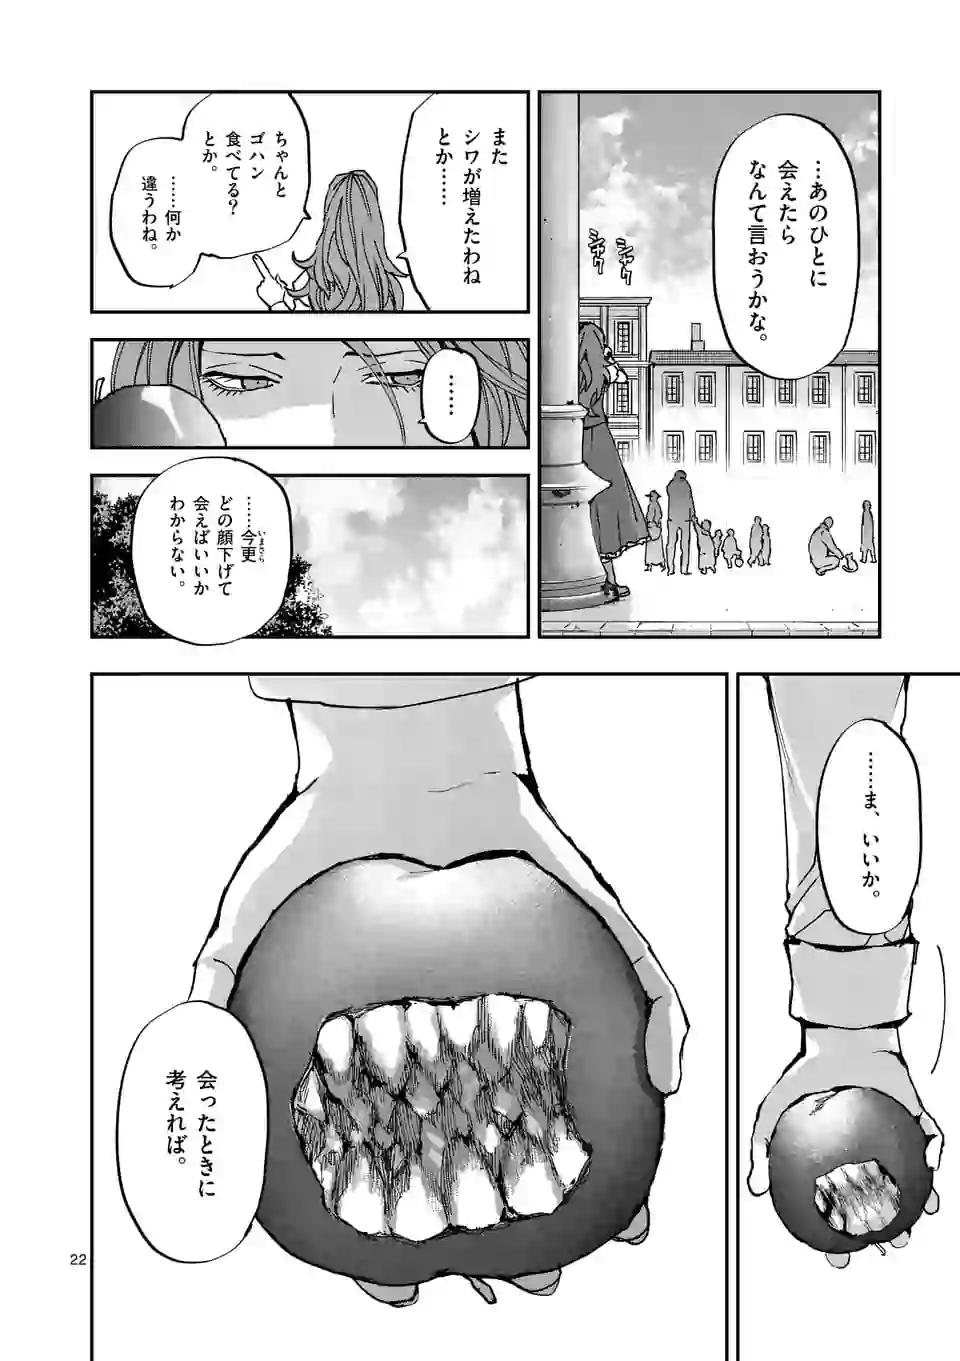 …あのひとに
会えたら
なんて言おうかな。
シャク
シャク
また
シワが増えたわね
とか……
ちゃんと
ゴハン
食べてる?
とか。
……何か
違うわね。
……
……今更
いまさら
どの顔下げて
会えばいいか
わからない。
……ま、いいか。
会ったときに
考えれば。
22